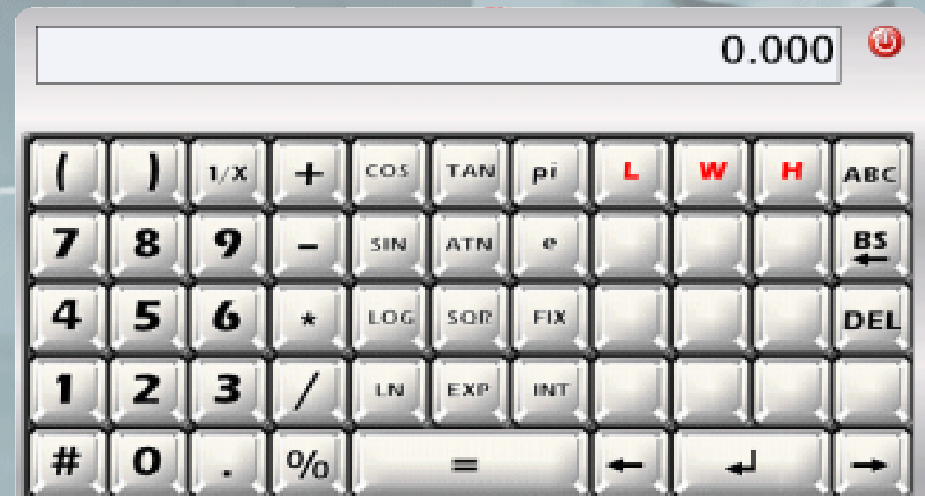 0.000
( ) 1/X + COS TAN pi L W H ABC
7 8 9 - SIN ATN e BS ←
4 5 6 * LOG SQR FIX DEL
1 2 3 / LN EXP INT
# 0 . % = ← ↵ →